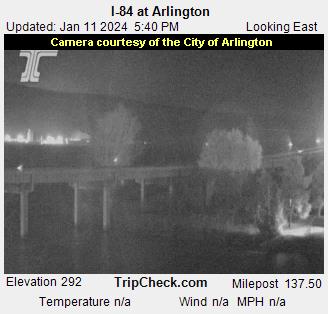 I-84 at Arlington
Updated: Jan 11 2024 5:40 PM Looking East
Camera courtesy of the City of Arlington
Elevation 292 TripCheck.com Milepost 137.50
Temperature n/a Wind n/a MPH n/a